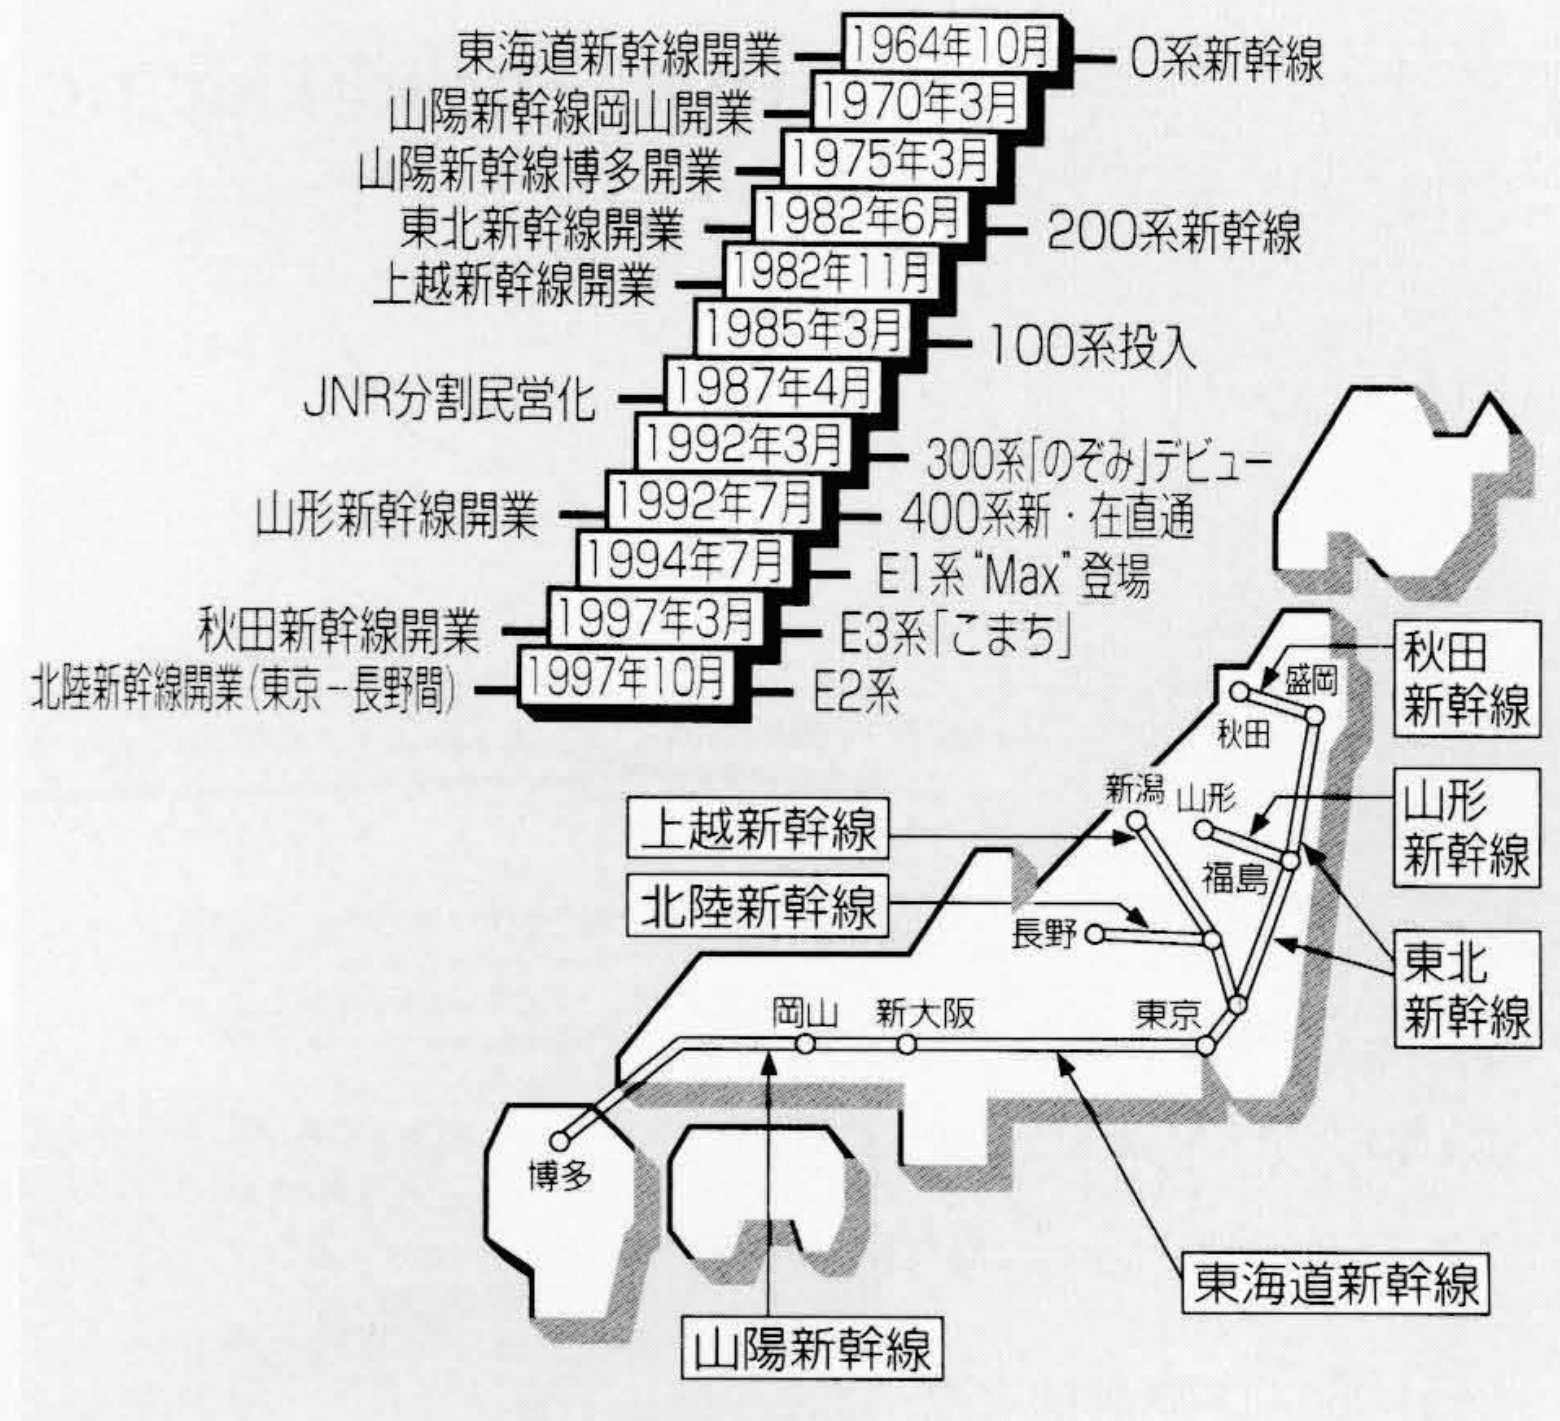 東海道新幹線開業 1964年10月 0系新幹線
山陽新幹線岡山開業 1970年3月
山陽新幹線博多開業 1975年3月
東北新幹線開業 1982年6月 200系新幹線
上越新幹線開業 1982年11月
1985年3月 100系投入
JNR分割民営化 1987年4月
1992年3月 300系「のぞみ」デビュー
山形新幹線開業 1992年7月 400系新・在直通
1994年7月 E1系“Max”登場
秋田新幹線開業 1997年3月 E3系「こまち」
北陸新幹線開業(東京－長野間) 1997年10月 E2系
秋田
新幹線
盛岡
秋田
新潟
山形
山形
新幹線
上越新幹線
福島
北陸新幹線
長野
東北
新幹線
岡山
新大阪
東京
博多
東海道新幹線
山陽新幹線